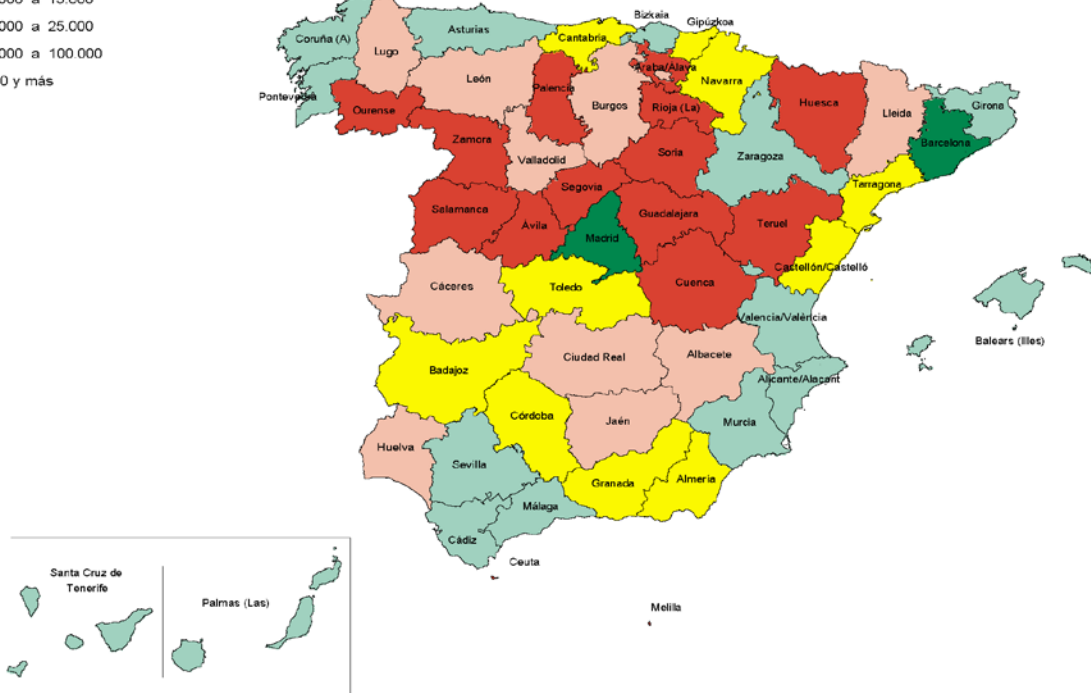 000 a 25.000
000 a 100.000
0 y más
Coruña (A)
Lugo
Asturias
Cantabria
Bizkaia
Gipúzkoa
Pontevedra
Ourense
León
Palencia
Burgos
Araba/Álava
Navarra
Rioja (La)
Huesca
Lleida
Girona
Barcelona
Zamora
Valladolid
Soria
Zaragoza
Tarragona
Salamanca
Ávila
Segovia
Madrid
Guadalajara
Teruel
Castellón/Castelló
Cáceres
Toledo
Cuenca
Valencia/València
Balears (Illes)
Badajoz
Ciudad Real
Albacete
Alicante/Alacant
Huelva
Córdoba
Jaén
Murcia
Sevilla
Granada
Almería
Málaga
Cádiz
Ceuta
Melilla
Santa Cruz de
Tenerife
Palmas (Las)